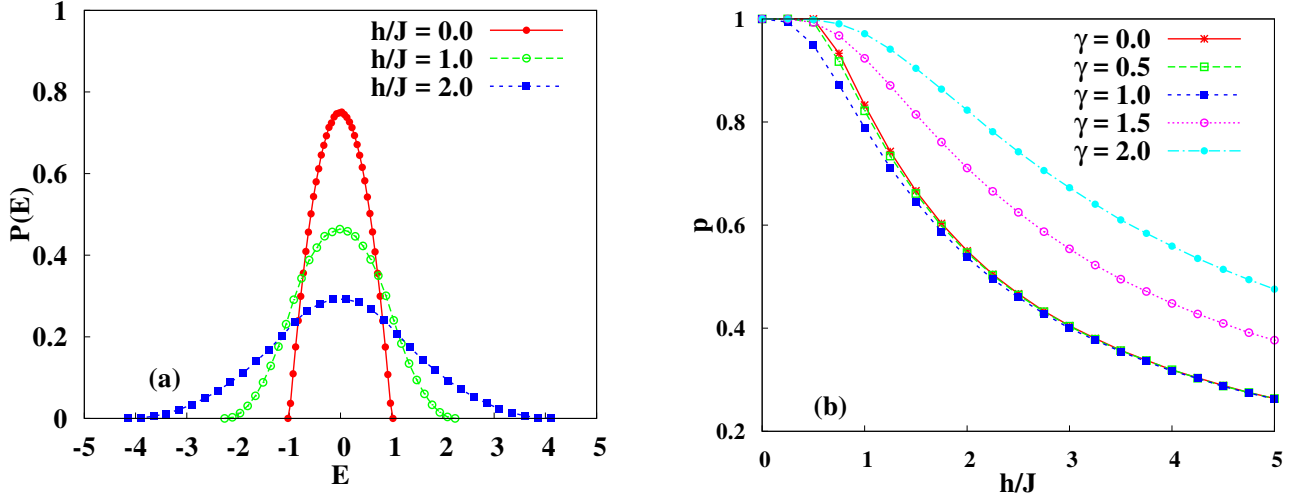 1
0.8
0.6
0.4
0.2
0
P(E)
h/J = 0.0
h/J = 1.0
h/J = 2.0
(a)
-5 -4 -3 -2 -1 0 1 2 3 4 5
E
1
0.8
0.6
0.4
0.2
p
γ = 0.0
γ = 0.5
γ = 1.0
γ = 1.5
γ = 2.0
(b)
0 1 2 3 4 5
h/J